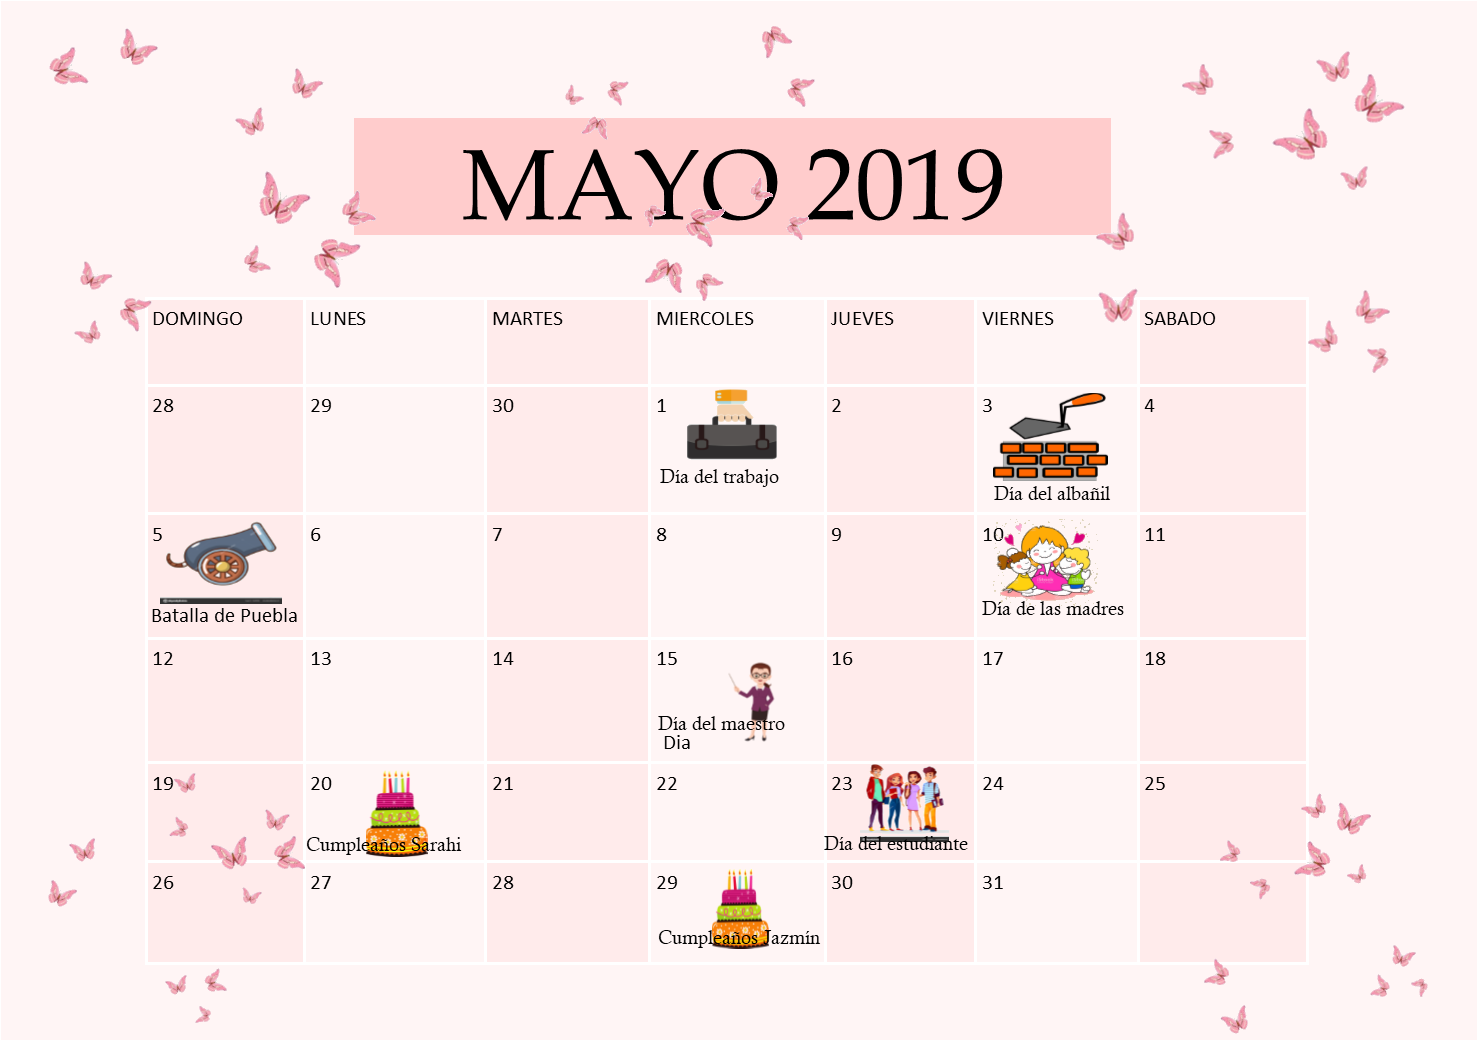 MAYO 2019
DOMINGO LUNES MARTES MIERCOLES JUEVES VIERNES SABADO
28 29 30 1 2 3 4
Día del trabajo
Día del albañil
5 6 7 8 9 10 11
Batalla de Puebla
Día de las madres
12 13 14 15 16 17 18
Día del maestro
Dia
19 20 21 22 23 24 25
Cumpleaños Sarahi
Día del estudiante
26 27 28 29 30 31
Cumpleaños Jazmín